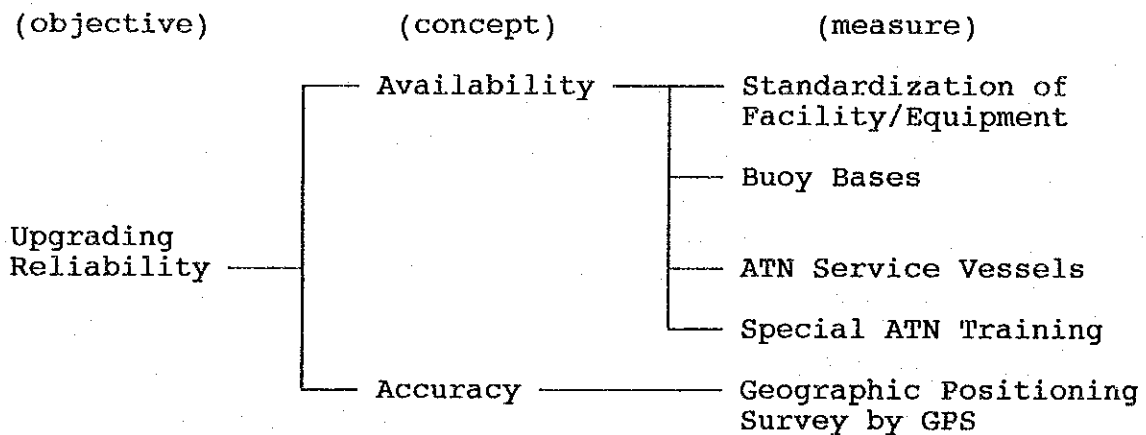 (objective) (concept) (measure)
Availability Standardization of
Facility/Equipment
Buoy Bases
Upgrading
Reliability ATN Service Vessels
Special ATN Training
Accuracy Geographic Positioning
Survey by GPS